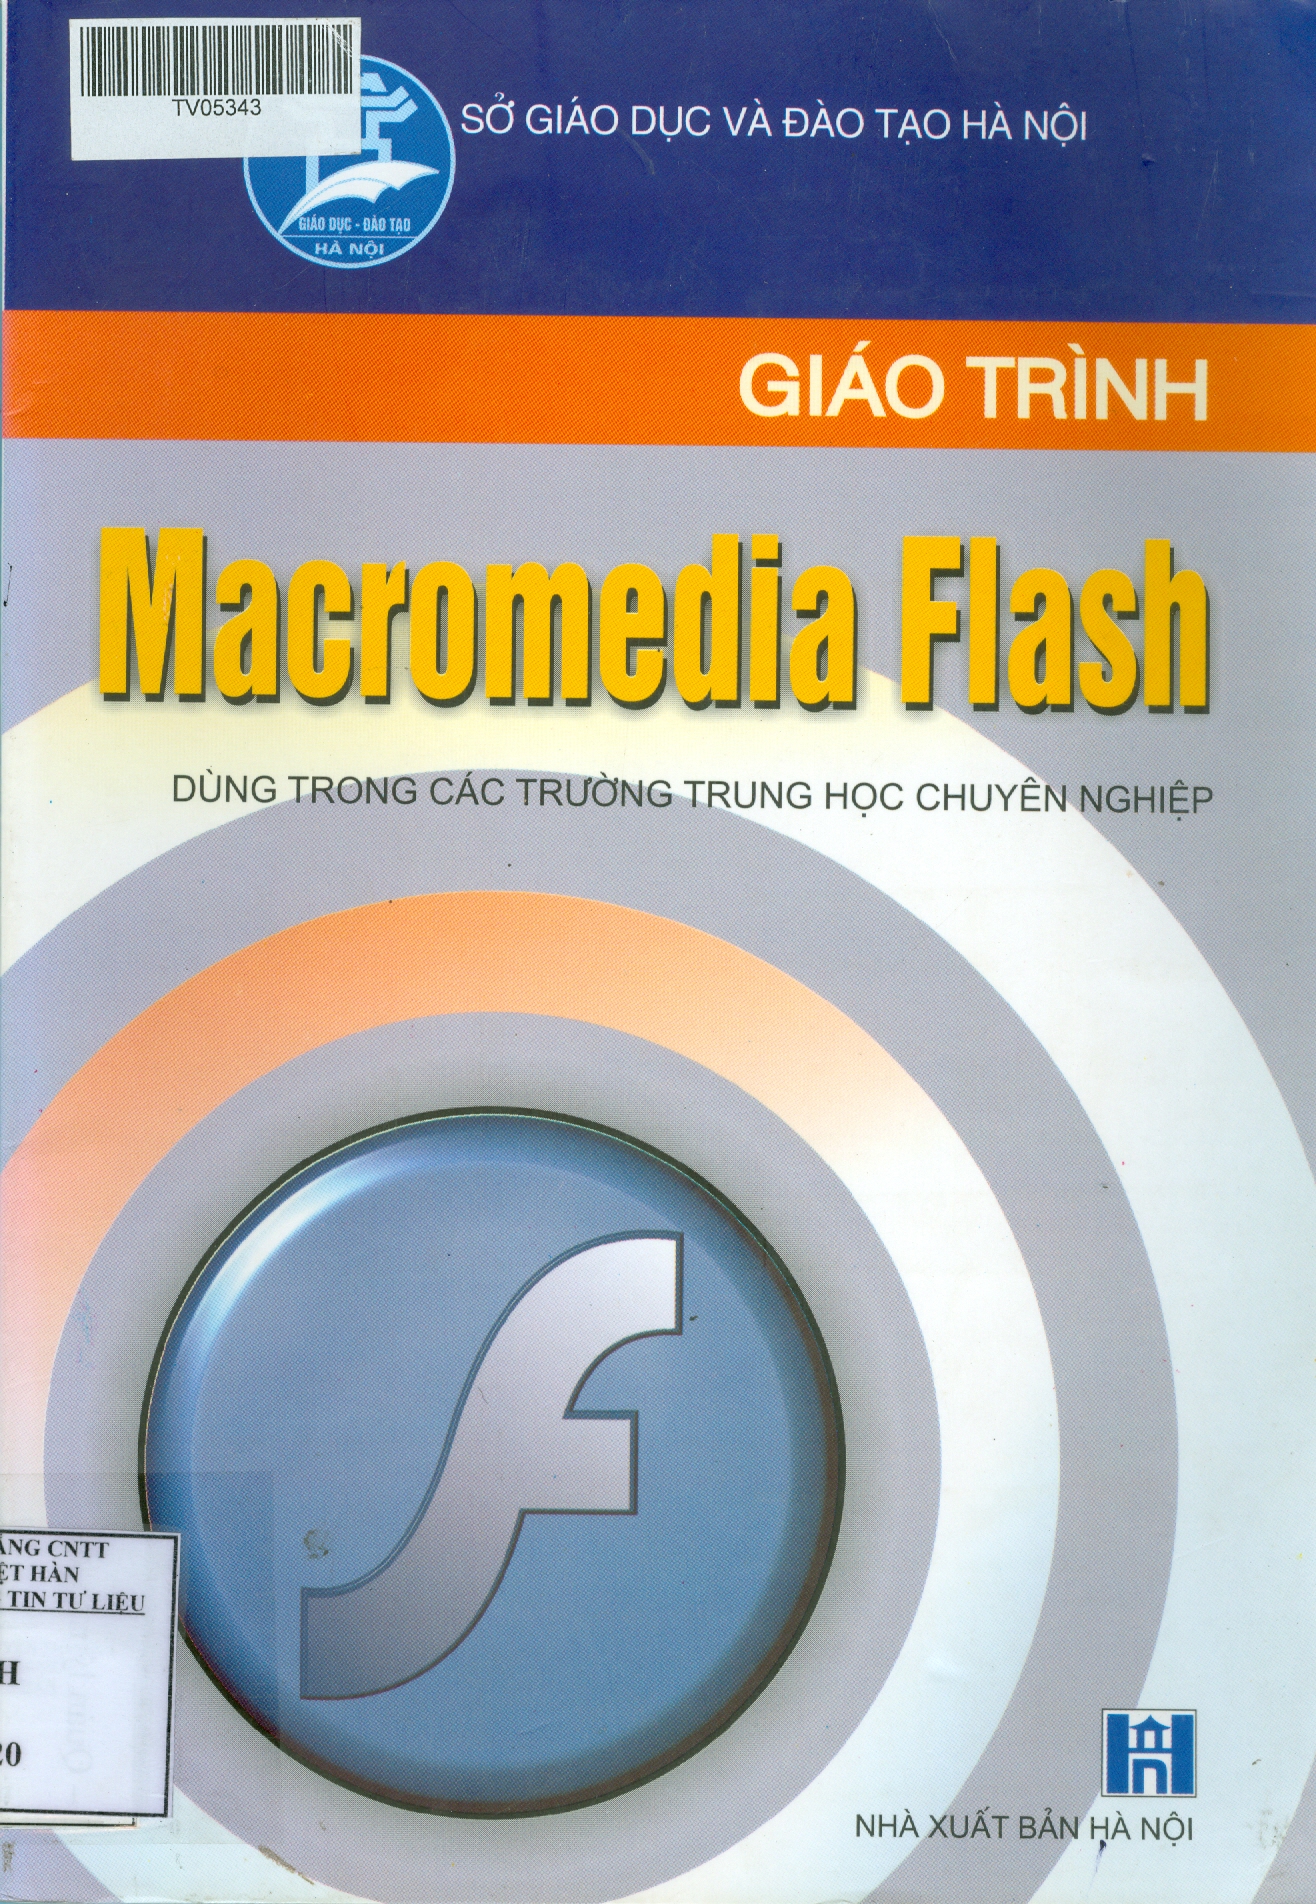 TV05343
SỞ GIÁO DỤC VÀ ĐÀO TẠO HÀ NỘI
GIÁO DỤC - ĐÀO TẠO
HÀ NỘI
GIÁO TRÌNH
Macromedia Flash
DÙNG TRONG CÁC TRƯỜNG TRUNG HỌC CHUYÊN NGHIỆP
CNTT
HÀN
TIN TƯ LIỆU
H
20
NHÀ XUẤT BẢN HÀ NỘI